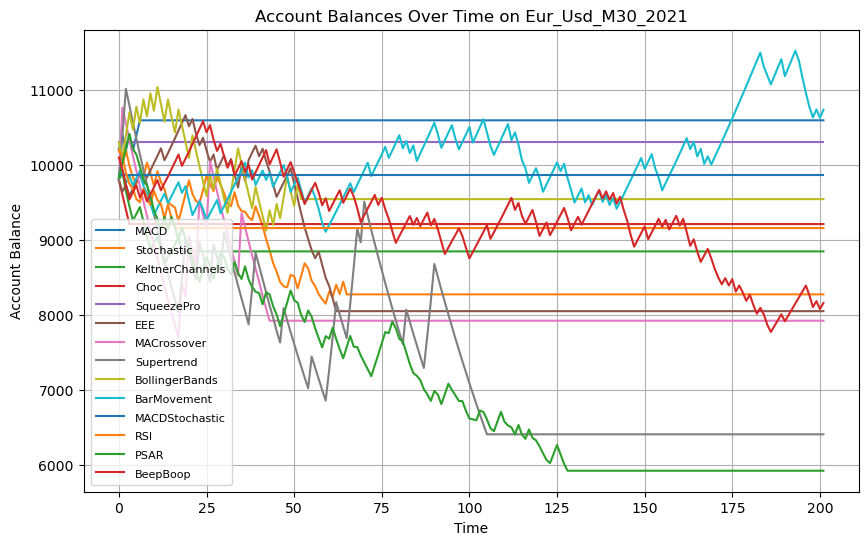 Account Balances Over Time on Eur_Usd_M30_2021
Account Balance
11000
10000
9000
8000
7000
6000
MACD
Stochastic
KeltnerChannels
Choc
SqueezePro
EEE
MACrossover
Supertrend
BollingerBands
BarMovement
MACDStochastic
RSI
PSAR
BeepBoop
0 25 50 75 100 125 150 175 200
Time